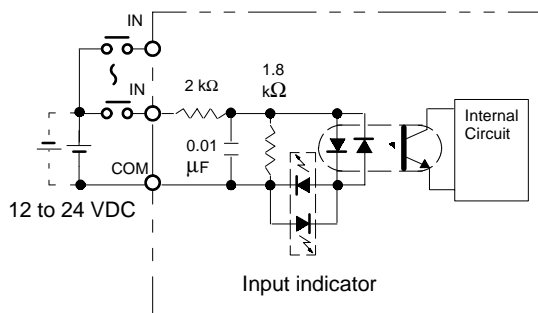 IN
IN
2 kΩ
1.8
kΩ
0.01
μF
COM
12 to 24 VDC
Internal
Circuit
Input indicator